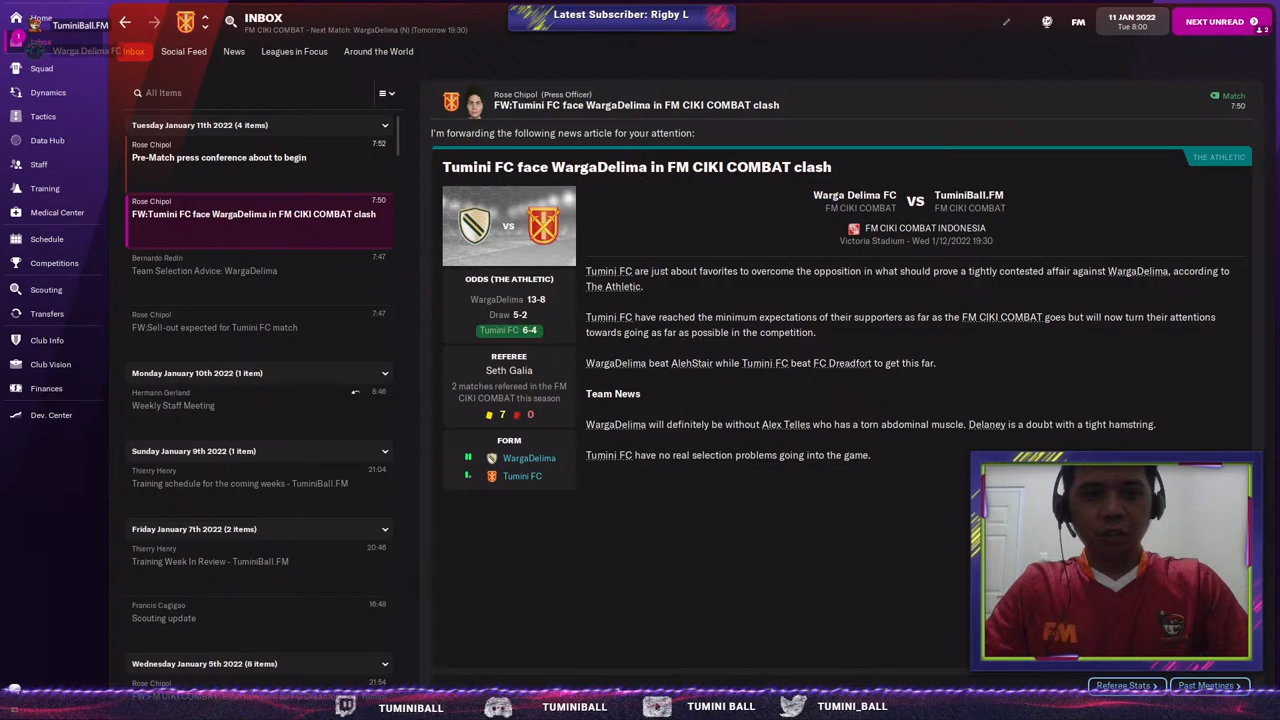 Home
TuminiBall.FM
1
Inbox
Warga Delima FC
INBOX
FM CIKI COMBAT - Next Match: WargaDelima (N) (Tomorrow 19:30)
Latest Subscriber: Rigby L
FM
11 JAN 2022
Tue 8:00
NEXT UNREAD
2
Inbox
Social Feed
News
Leagues in Focus
Around the World
Squad
Dynamics
Tactics
Data Hub
Staff
Training
Medical Center
Schedule
Competitions
Scouting
Transfers
Club Info
Club Vision
Finances
Dev. Center
All Items
Tuesday January 11th 2022 (4 items)
Rose Chipol 7:52
Pre-Match press conference about to begin
Rose Chipol 7:50
FW:Tumini FC face WargaDelima in FM CIKI COMBAT clash
Bernardo Redín 7:47
Team Selection Advice: WargaDelima
Rose Chipol 7:47
FW:Sell-out expected for Tumini FC match
Monday January 10th 2022 (1 item)
Hermann Gerland 8:46
Weekly Staff Meeting
Sunday January 9th 2022 (1 item)
Thierry Henry 21:04
Training schedule for the coming weeks - TuminiBall.FM
Friday January 7th 2022 (2 items)
Thierry Henry 20:46
Training Week In Review - TuminiBall.FM
Francis Cagigao 16:48
Scouting update
Wednesday January 5th 2022 (8 items)
21:54
Rose Chipol (Press Officer)
FW:Tumini FC face WargaDelima in FM CIKI COMBAT clash
Match
7:50
I'm forwarding the following news article for your attention:
Tumini FC face WargaDelima in FM CIKI COMBAT clash
THE ATHLETIC
VS
ODDS (THE ATHLETIC)
WargaDelima 13-8
Draw 5-2
Tumini FC 6-4
REFEREE
Seth Galia
2 matches refereed in the FM
CIKI COMBAT this season
7 0
FORM
WargaDelima
Tumini FC
Warga Delima FC VS TuminiBall.FM
FM CIKI COMBAT FM CIKI COMBAT
FM CIKI COMBAT INDONESIA
Victoria Stadium - Wed 1/12/2022 19:30
Tumini FC are just about favorites to overcome the opposition in what should prove a tightly contested affair against WargaDelima, according to
The Athletic.
Tumini FC have reached the minimum expectations of their supporters as far as the FM CIKI COMBAT goes but will now turn their attentions
towards going as far as possible in the competition.
WargaDelima beat AlehStair while Tumini FC beat FC Dreadfort to get this far.
Team News
WargaDelima will definitely be without Alex Telles who has a torn abdominal muscle. Delaney is a doubt with a tight hamstring.
Tumini FC have no real selection problems going into the game.
FM
Referee Stats
Past Meetings
TUMINIBALL
TUMINIBALL
TUMINI BALL
TUMINI_BALL